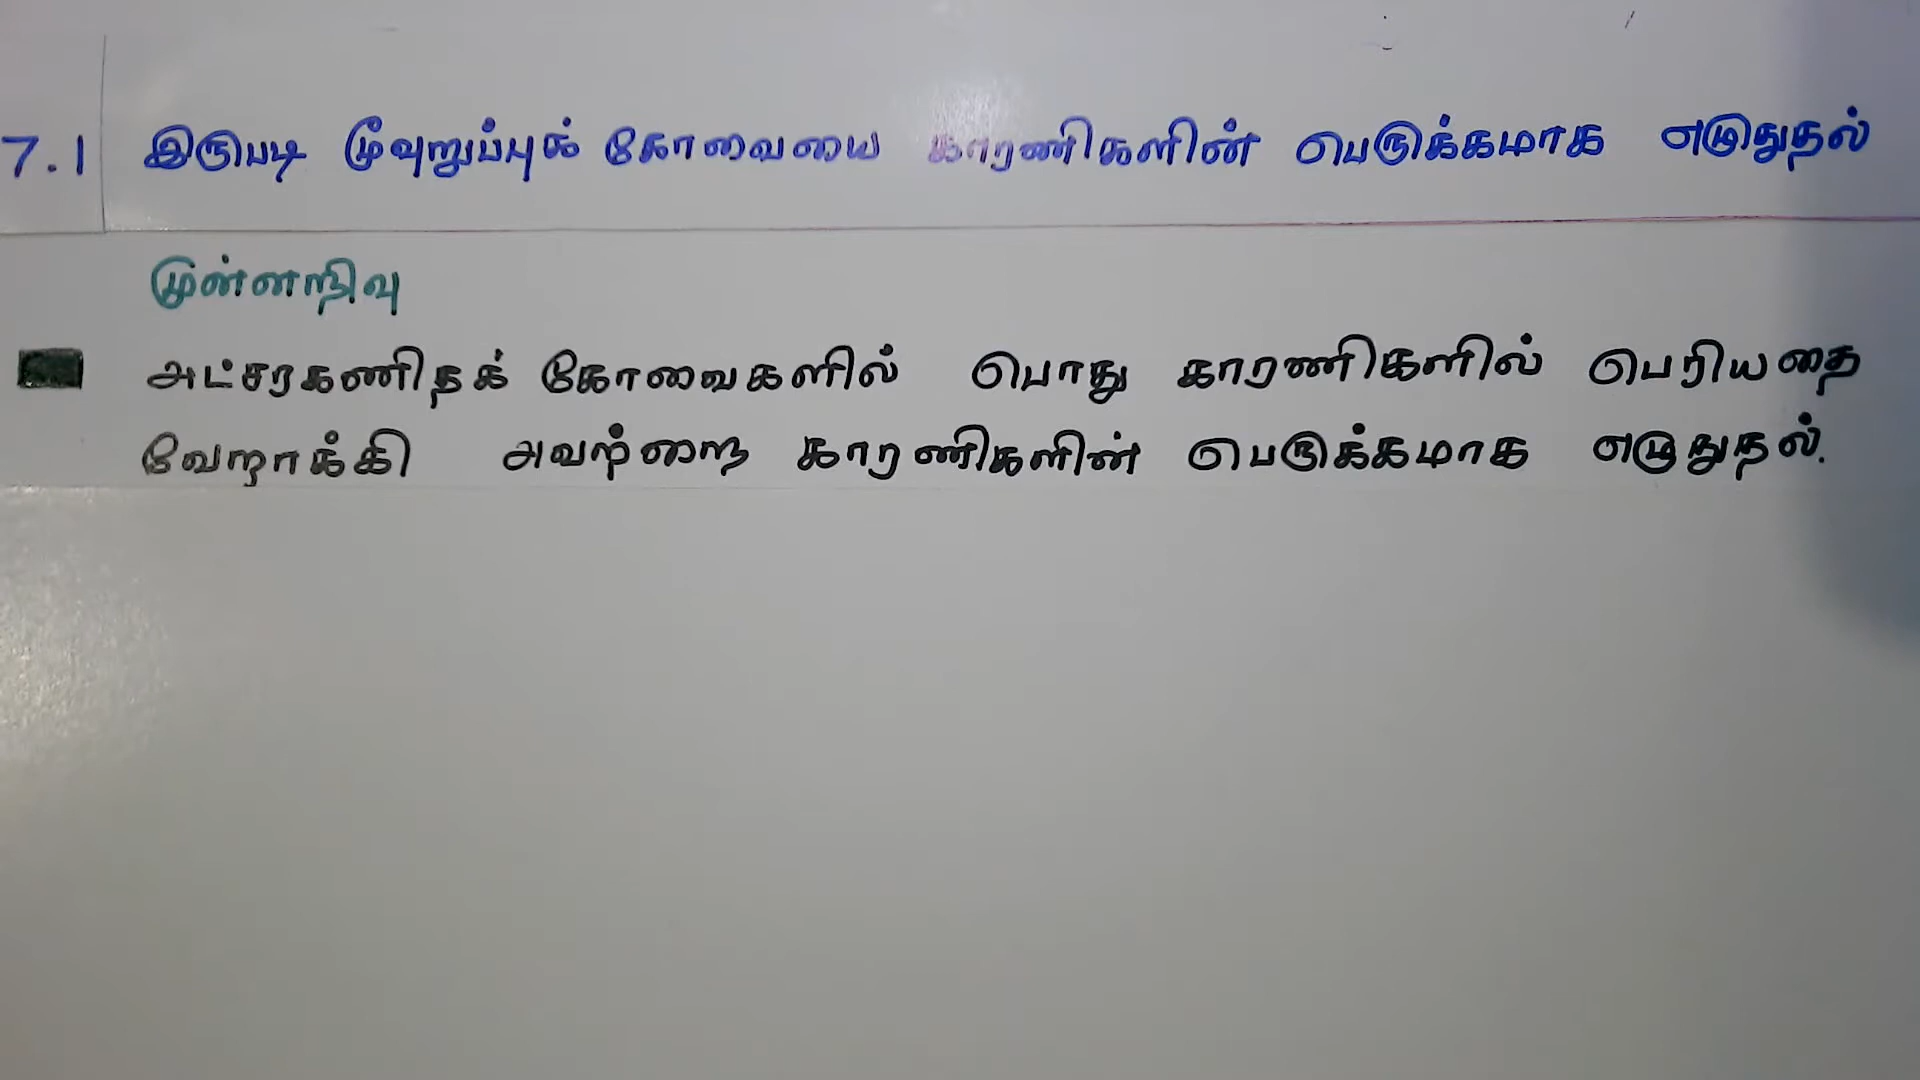 7.1 இருபடி மூவுறுப்புக் கோவையை காரணிகளின் பெருக்கமாக எழுதுதல்
முன்னறிவு
அட்சரகணிதக் கோவைகளில் பொது காரணிகளில் பெரியதை
வேறாக்கி அவற்றை காரணிகளின் பெருக்கமாக எழுதுதல்.